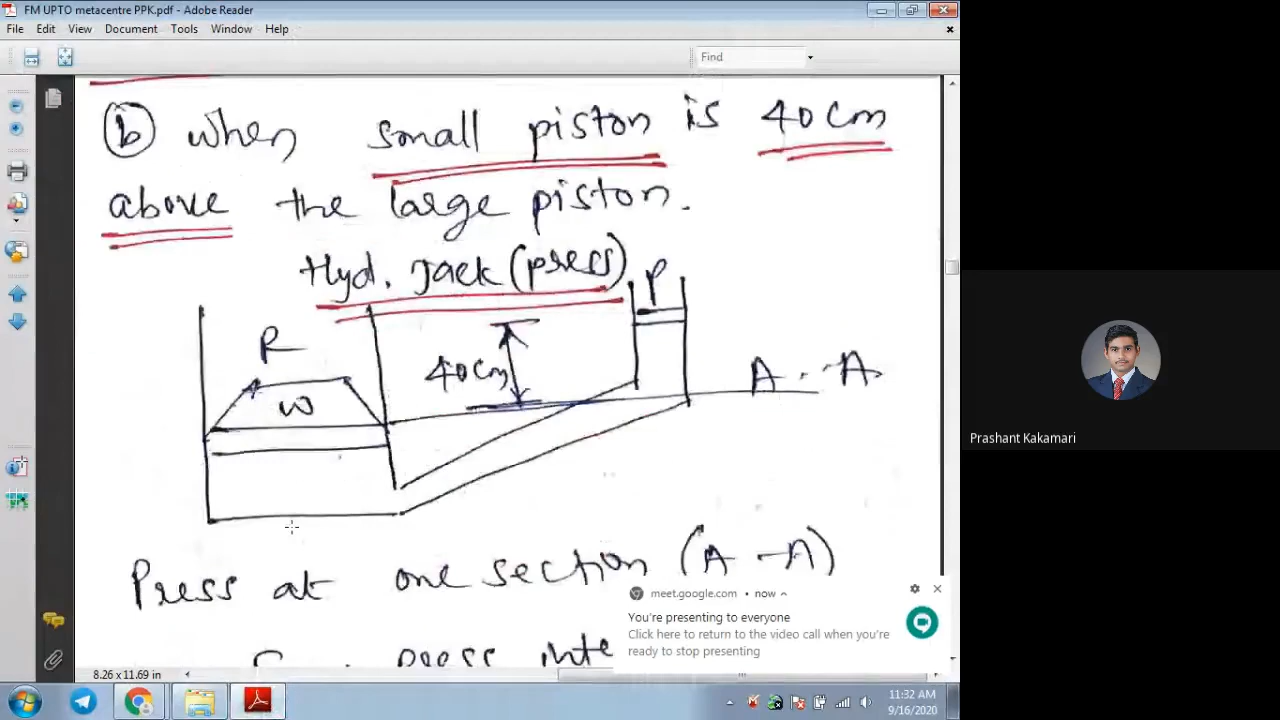 FM UPTO metacentre PPK.pdf - Adobe Reader
File Edit View Document Tools Window Help
Find
(b) when small piston is 40cm
above the large piston.
Hyd. Jack (press)
P
R
40cm
A - A
W
Press at one section (A - A)
press inte
meet.google.com • now
You're presenting to everyone
Click here to return to the video call when you're
ready to stop presenting
8.26 x 11.69 in
11:32 AM
9/16/2020
Prashant Kakamari